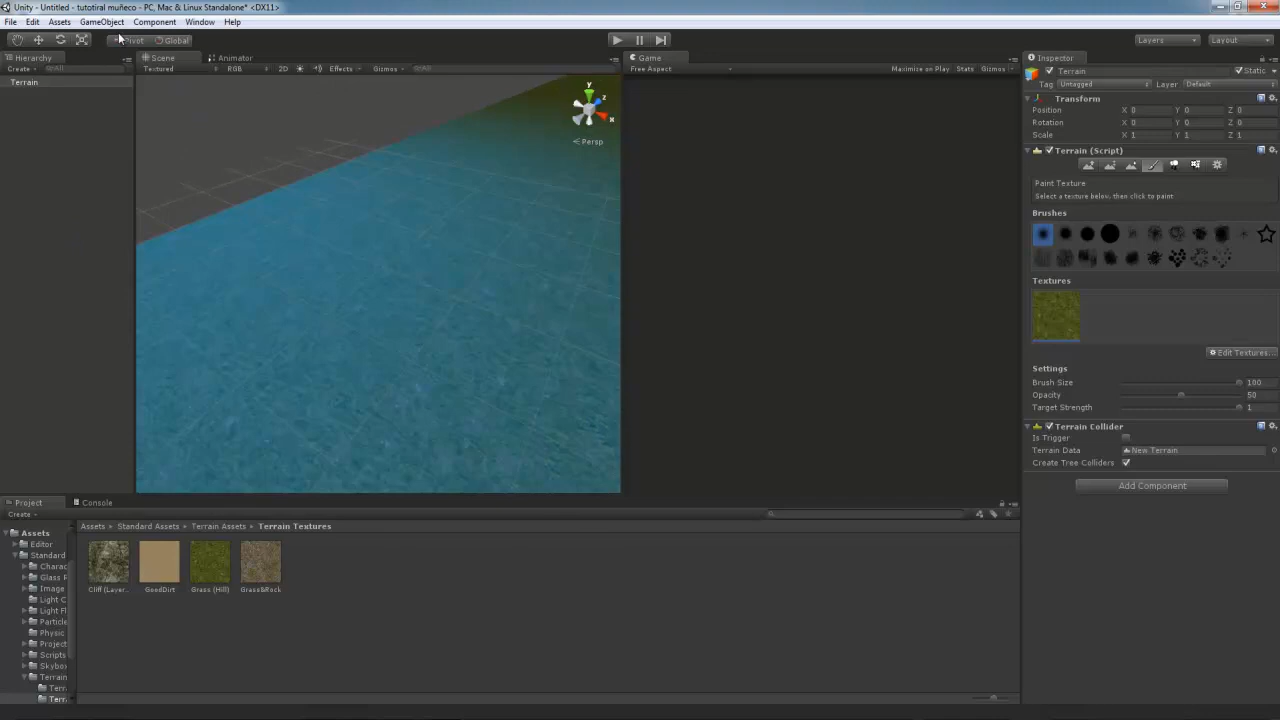 Unity - Untitled - tutotiral muñeco - PC, Mac & Linux Standalone* <DX11>
File Edit Assets GameObject Component Window Help
Pivot Global Layers Layout
Hierarchy Scene Animator Game Inspector
Create All Textured RGB 2D Effects Gizmos All Free Aspect Maximize on Play Stats Gizmos
Terrain
y
z
x
Persp
Terrain Static
Tag Untagged Layer Default
Transform
Position X 0 Y 0 Z 0
Rotation X 0 Y 0 Z 0
Scale X 1 Y 1 Z 1
Terrain (Script)
Paint Texture
Select a texture below, then click to paint
Brushes
Textures
Edit Textures...
Settings
Brush Size 100
Opacity 50
Target Strength 1
Terrain Collider
Is Trigger
Terrain Data New Terrain
Create Tree Colliders
Add Component
Project Console
Create
Assets Standard Assets Terrain Assets Terrain Textures
Assets
Editor
Standard
Charac
Glass P
Image
Light C
Light Fl
Particle
Physic
Project
Scripts
Skybox
Terrain
Terr
Terr
Cliff (Layer... GoodDirt Grass (Hill) Grass&Rock